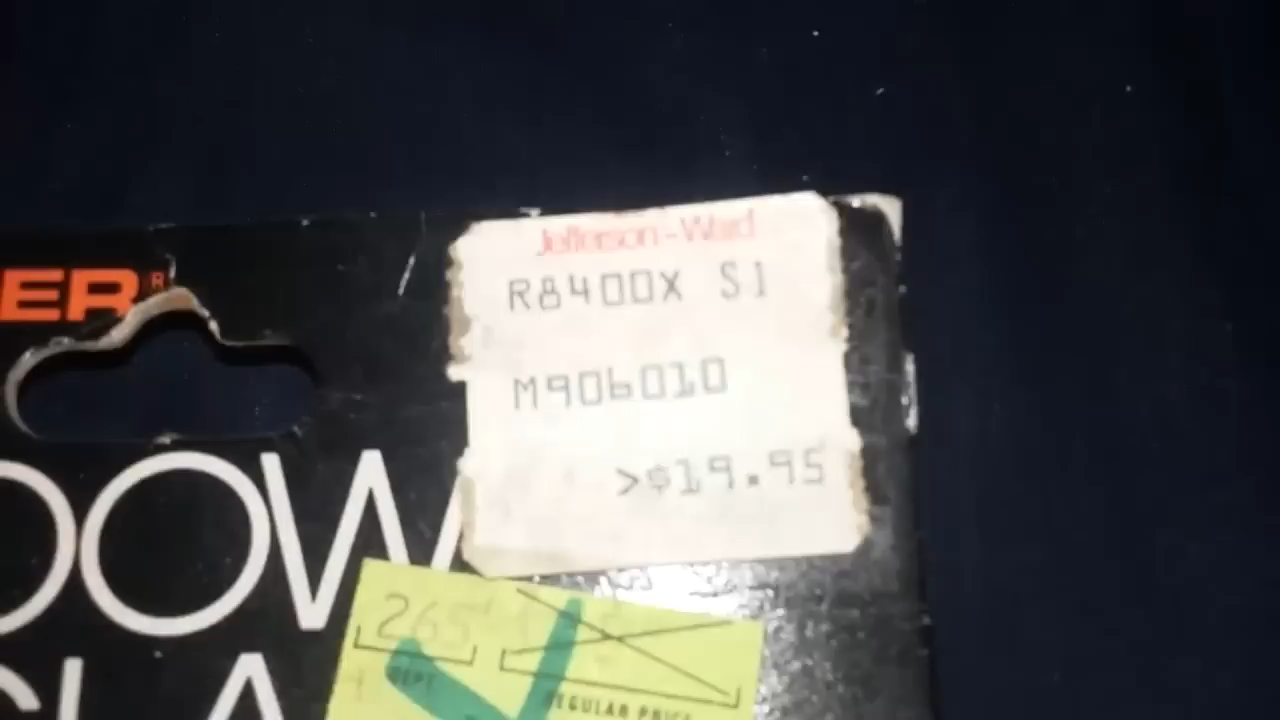 Jefferson-Ward
R8400X S1
M906010
>$19.95
ER®
OOW
265
DEPT
REGULAR PRICE